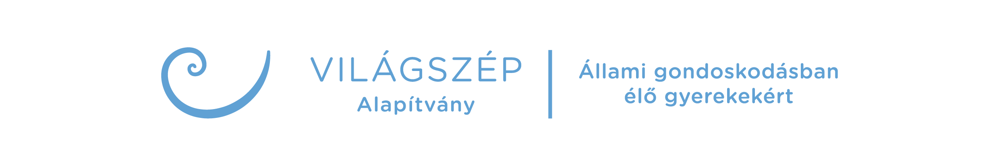 VILÁGSZÉP
Alapítvány
Állami gondoskodásban
élő gyerekekért